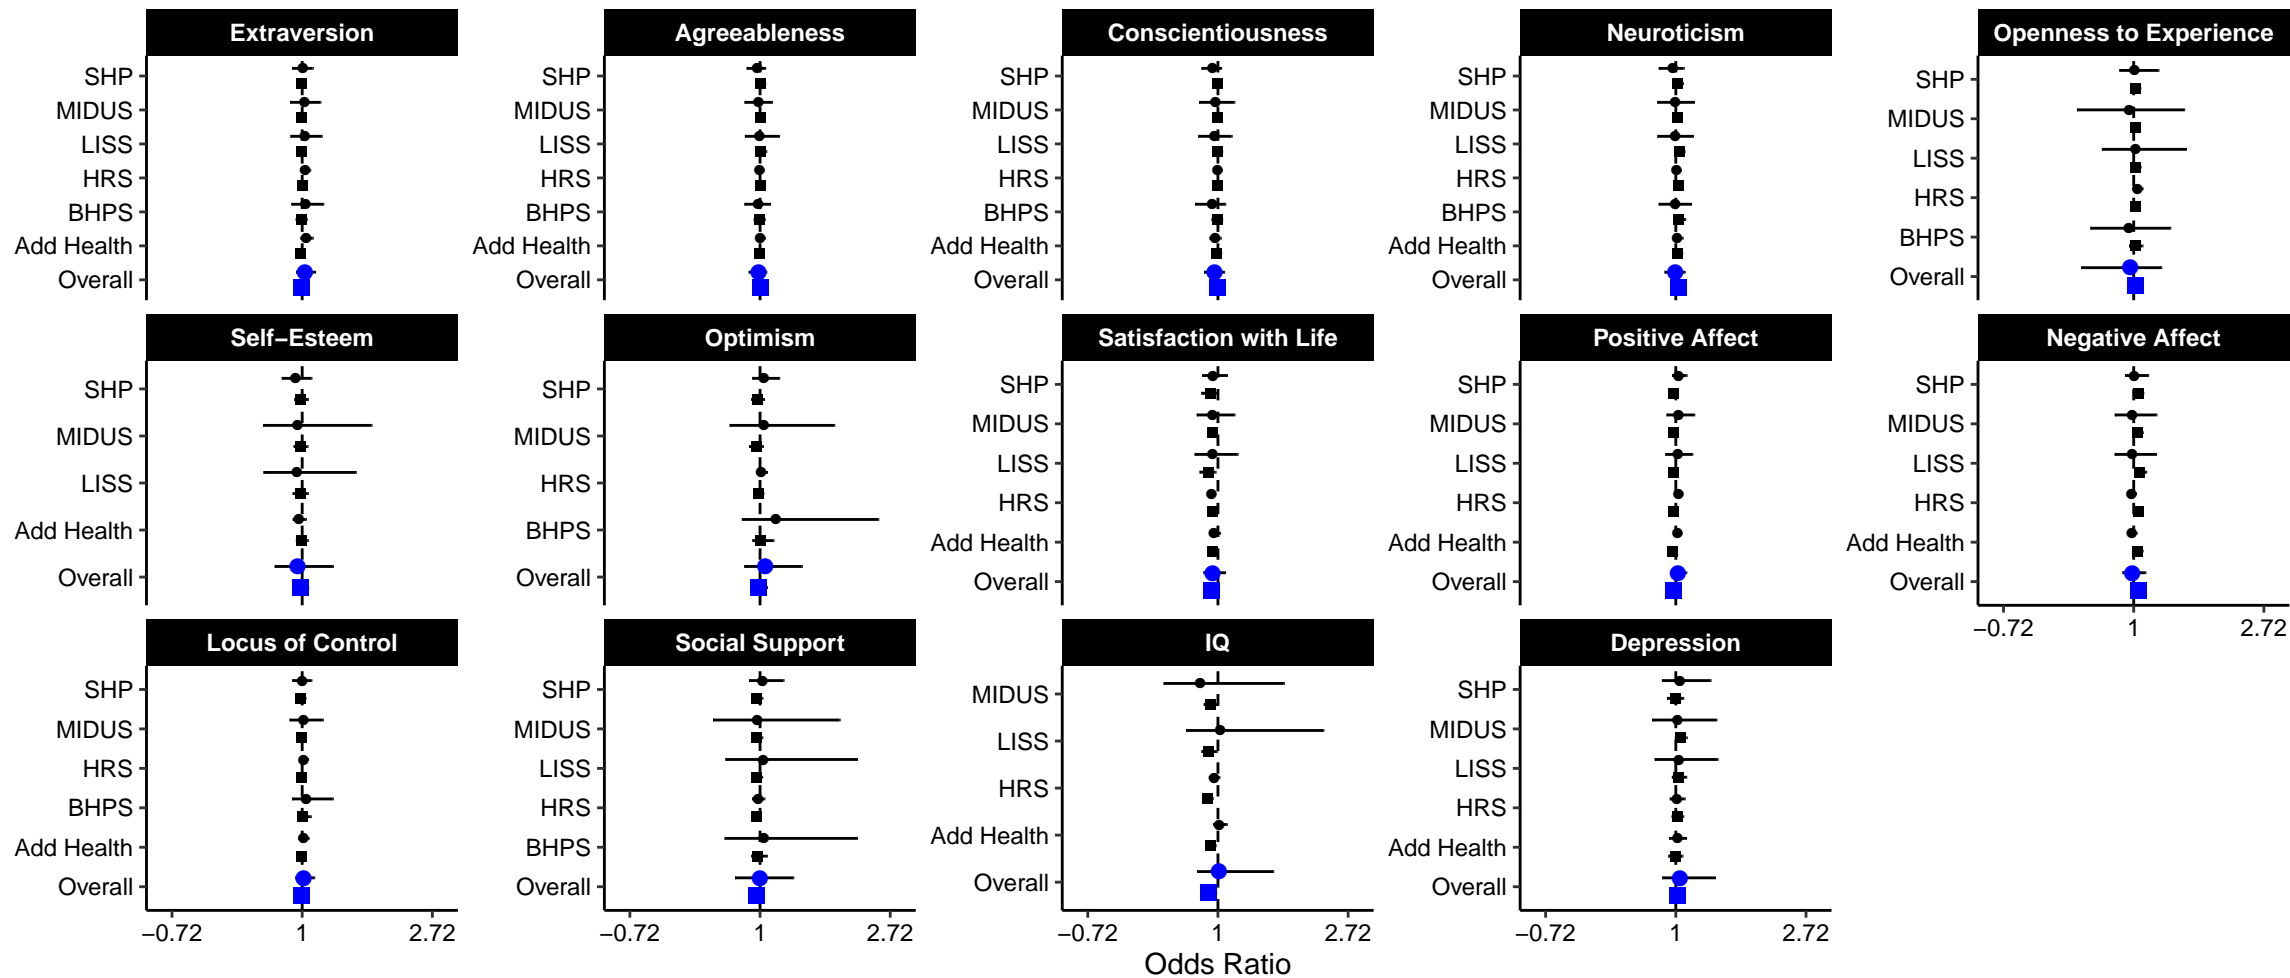 Extraversion
SHP
MIDUS
LISS
HRS
BHPS
Add Health
Overall
Agreeableness
SHP
MIDUS
LISS
HRS
BHPS
Add Health
Overall
Conscientiousness
SHP
MIDUS
LISS
HRS
BHPS
Add Health
Overall
Neuroticism
SHP
MIDUS
LISS
HRS
BHPS
Add Health
Overall
Openness to Experience
SHP
MIDUS
LISS
HRS
BHPS
Overall
Self−Esteem
SHP
MIDUS
LISS
Add Health
Overall
Optimism
SHP
MIDUS
HRS
BHPS
Overall
Satisfaction with Life
SHP
MIDUS
LISS
HRS
Add Health
Overall
Positive Affect
SHP
MIDUS
LISS
HRS
Add Health
Overall
Negative Affect
SHP
MIDUS
LISS
HRS
Add Health
Overall
−0.72 1 2.72
Locus of Control
SHP
MIDUS
HRS
BHPS
Add Health
Overall
−0.72 1 2.72
Social Support
SHP
MIDUS
LISS
HRS
BHPS
Overall
−0.72 1 2.72
IQ
MIDUS
LISS
HRS
Add Health
Overall
−0.72 1 2.72
Depression
SHP
MIDUS
LISS
HRS
Add Health
Overall
−0.72 1 2.72
Odds Ratio